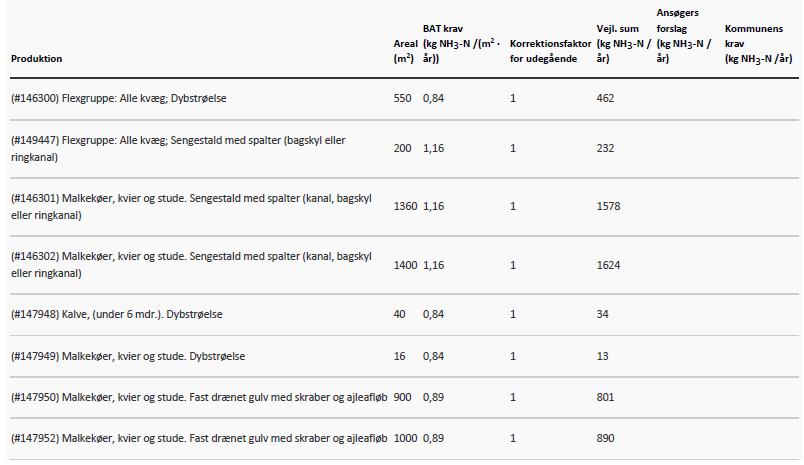 Produktion Areal (m²) BAT krav (kg NH3-N /(m² · år)) Korrektionsfaktor for udegående Vejl. sum (kg NH3-N / år) Ansøgers forslag (kg NH3-N / år) Kommunens krav (kg NH3-N /år)
(#146300) Flexgruppe: Alle kvæg; Dybstrøelse 550 0,84 1 462
(#149447) Flexgruppe: Alle kvæg; Sengestald med spalter (bagskyl eller
ringkanal) 200 1,16 1 232
(#146301) Malkekøer, kvier og stude. Sengestald med spalter (kanal, bagskyl
eller ringkanal) 1360 1,16 1 1578
(#146302) Malkekøer, kvier og stude. Sengestald med spalter (kanal, bagskyl
eller ringkanal) 1400 1,16 1 1624
(#147948) Kalve, (under 6 mdr.). Dybstrøelse 40 0,84 1 34
(#147949) Malkekøer, kvier og stude. Dybstrøelse 16 0,84 1 13
(#147950) Malkekøer, kvier og stude. Fast drænet gulv med skraber og ajleafløb 900 0,89 1 801
(#147952) Malkekøer, kvier og stude. Fast drænet gulv med skraber og ajleafløb 1000 0,89 1 890